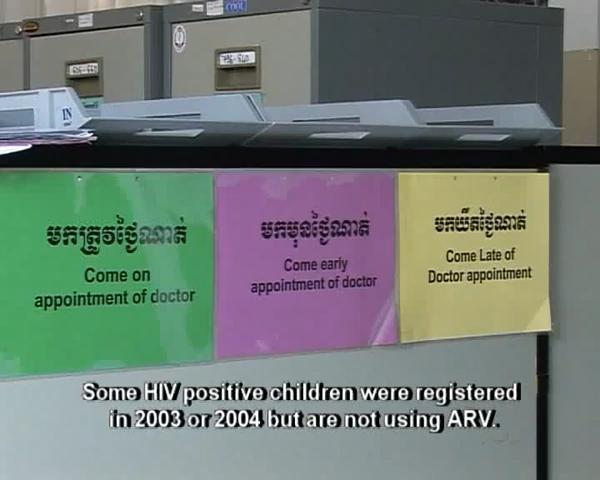 COOL
IN
មកត្រូវថ្ងៃណាត់
Come on
appointment of doctor
មកមុនថ្ងៃណាត់
Come early
appointment of doctor
មកយឺតថ្ងៃណាត់
Come Late of
Doctor appointment
Some HIV positive children were registered
in 2003 or 2004 but are not using ARV.